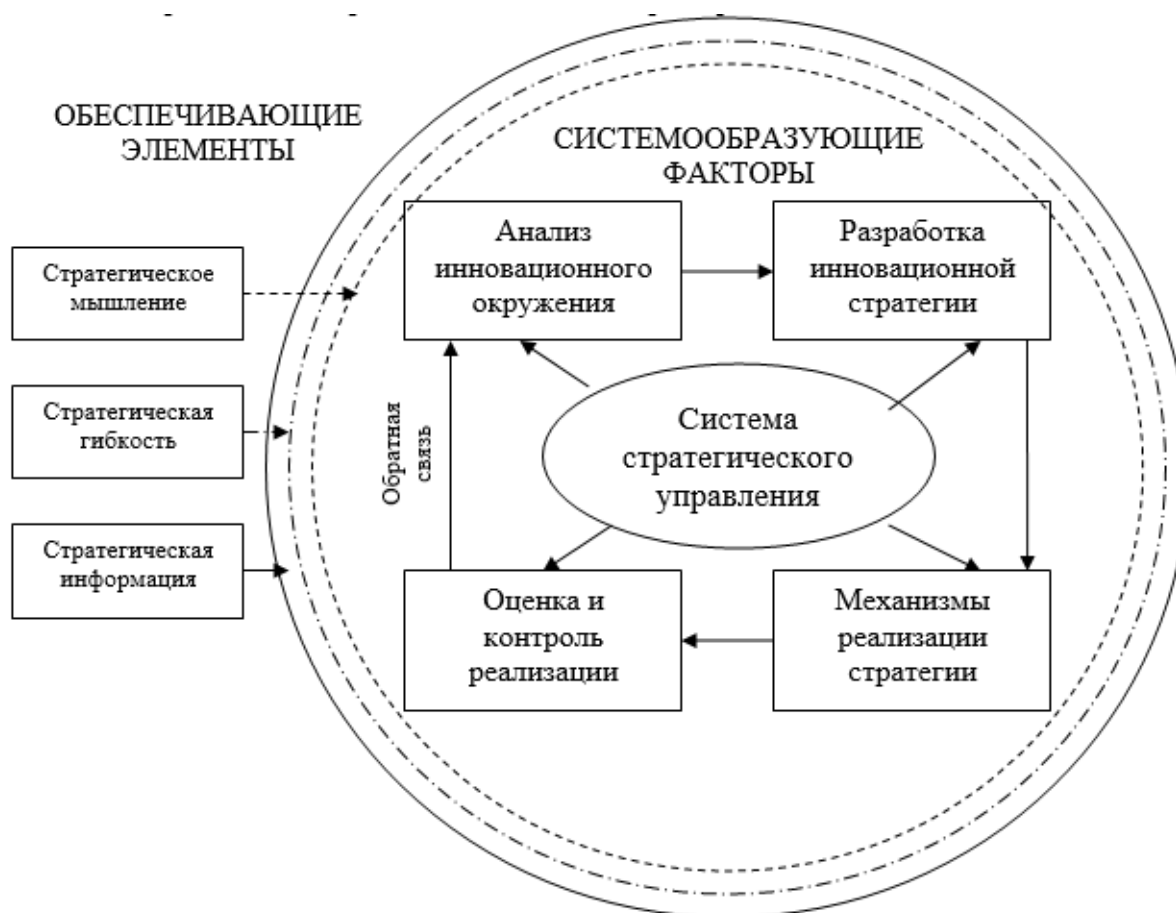 ОБЕСПЕЧИВАЮЩИЕ
ЭЛЕМЕНТЫ
СИСТЕМООБРАЗУЮЩИЕ
ФАКТОРЫ
Стратегическое
мышление
Стратегическая
гибкость
Стратегическая
информация
Анализ
инновационного
окружения
Разработка
инновационной
стратегии
Обратная
связь
Система
стратегического
управления
Оценка и
контроль
реализации
Механизмы
реализации
стратегии